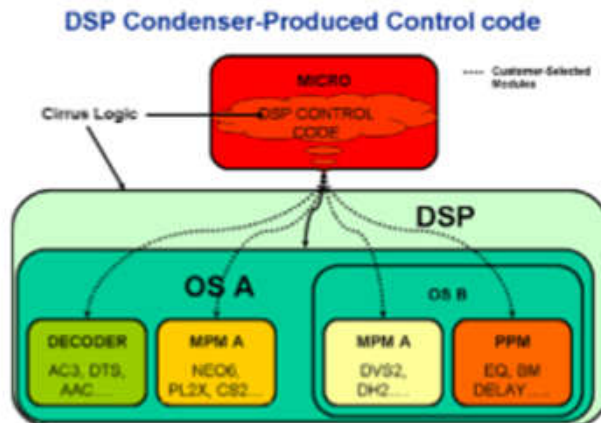 DSP Condenser-Produced Control code
MICRO
Customer-Selected
Modules
Cirrus Logic
DSP CONTROL
CODE
DSP
OS A
OS B
DECODER
MPM A
MPM A
PPM
AC3, DTS,
AAC....
NEO6,
PL2X, CS2...
DVS2,
DH2....
EQ, BM
DELAY.....